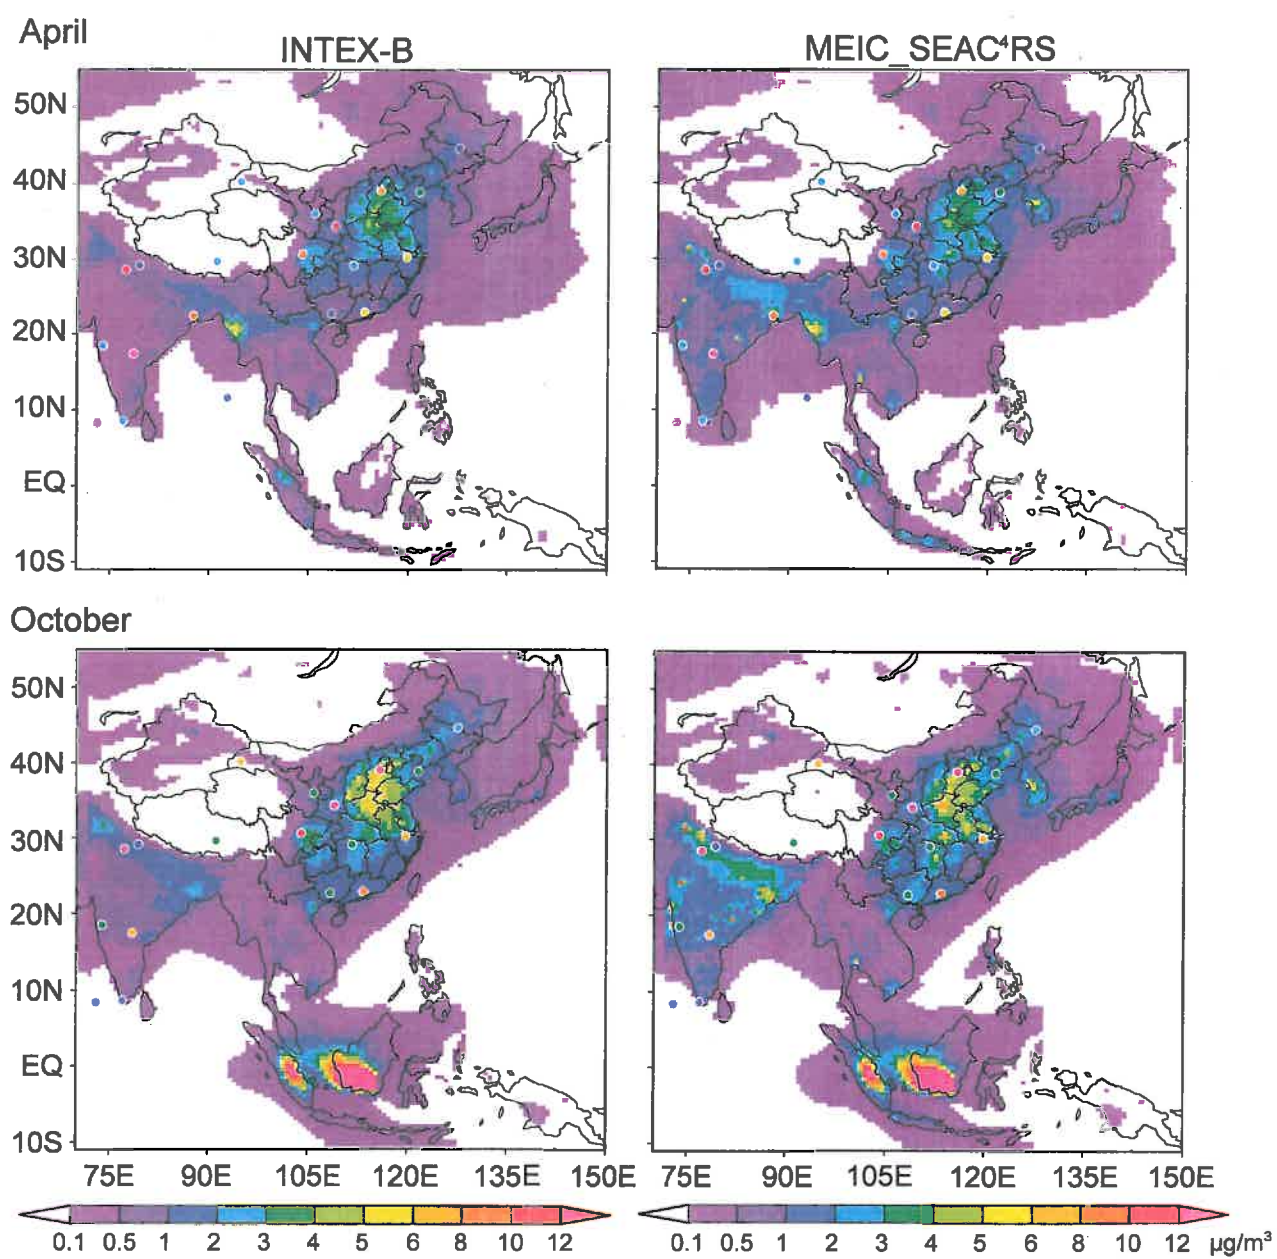 April
INTEX-B
MEIC_SEAC⁴RS
50N
40N
30N
20N
10N
EQ
10S
October
50N
40N
30N
20N
10N
EQ
10S
75E 90E 105E 120E 135E 150E
75E 90E 105E 120E 135E 150E
0.1 0.5 1 2 3 4 5 6 8 10 12
0.1 0.5 1 2 3 4 5 6 8 10 12 μg/m³